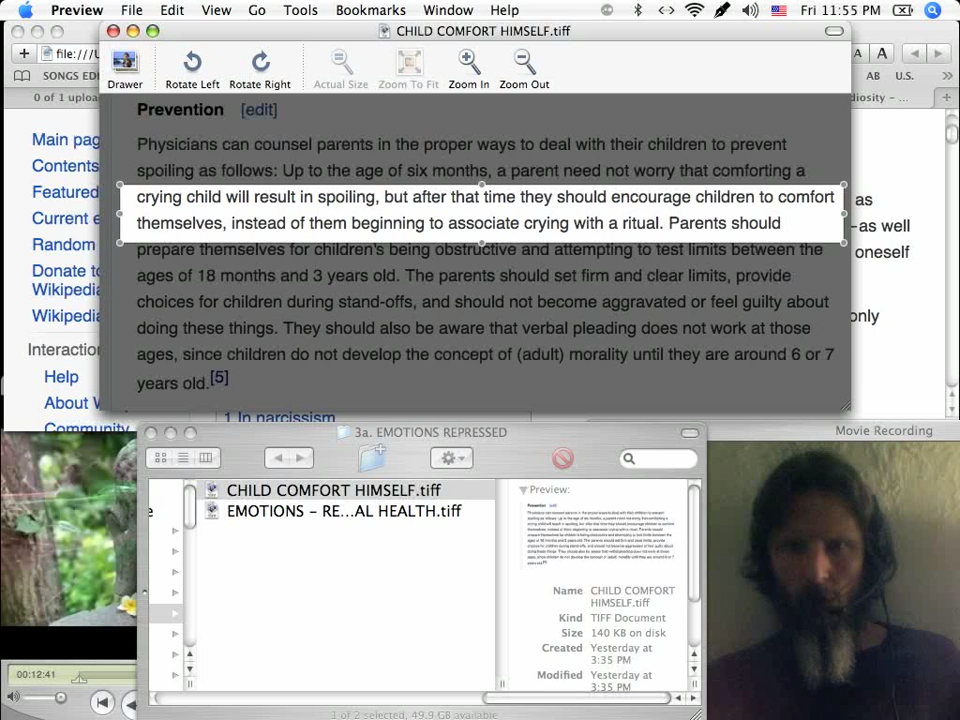 Preview File Edit View Go Tools Bookmarks Window Help Fri 11:55 PM
CHILD COMFORT HIMSELF.tiff
Drawer Rotate Left Rotate Right Actual Size Zoom To Fit Zoom In Zoom Out
file:///U
A A
SONGS EDI
AB U.S.
0 of 1 uploa
diosity – ...
Prevention [edit]
Physicians can counsel parents in the proper ways to deal with their children to prevent
spoiling as follows: Up to the age of six months, a parent need not worry that comforting a
crying child will result in spoiling, but after that time they should encourage children to comfort
themselves, instead of them beginning to associate crying with a ritual. Parents should
prepare themselves for children's being obstructive and attempting to test limits between the
ages of 18 months and 3 years old. The parents should set firm and clear limits, provide
choices for children during stand-offs, and should not become aggravated or feel guilty about
doing these things. They should also be aware that verbal pleading does not work at those
ages, since children do not develop the concept of (adult) morality until they are around 6 or 7
years old.[5]
Main pag
Contents
Featured
Current e
Random
Donate to
Wikipedia
Wikipedia
Interaction
Help
About W
Community
as
-as well
oneself
only
1 In narcissism
3a. EMOTIONS REPRESSED
CHILD COMFORT HIMSELF.tiff
EMOTIONS – RE...AL HEALTH.tiff
e
Preview:
Name CHILD COMFORT
HIMSELF.tiff
Kind TIFF Document
Size 140 KB on disk
Created Yesterday at
3:35 PM
Modified Yesterday at
3:35 PM
1 of 2 selected, 49.9 GB available
Movie Recording
00:12:41